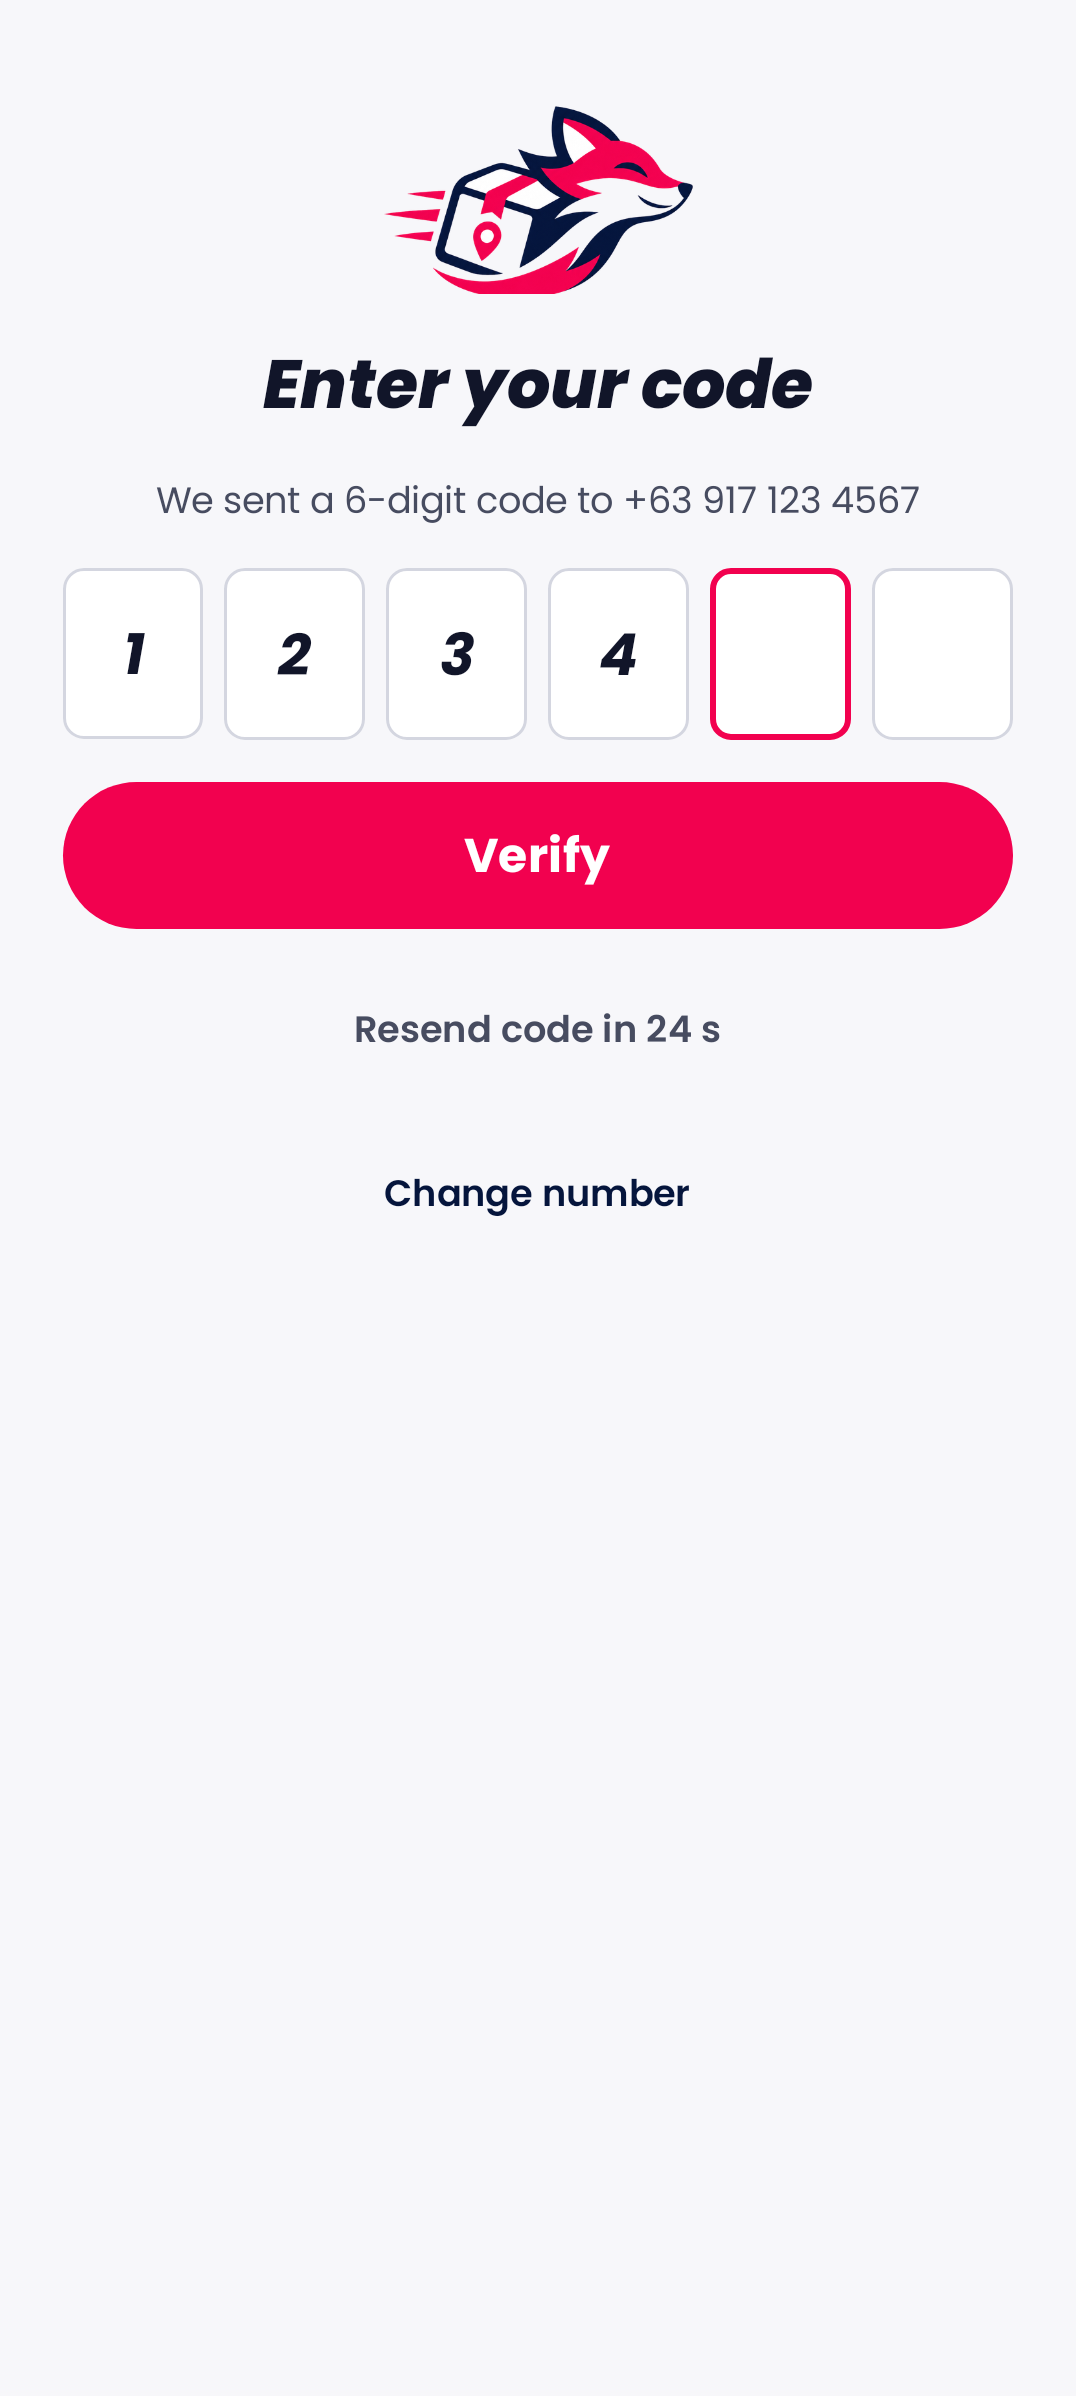 Enter your code
We sent a 6-digit code to +63 917 123 4567
1 2 3 4
Verify
Resend code in 24 s
Change number